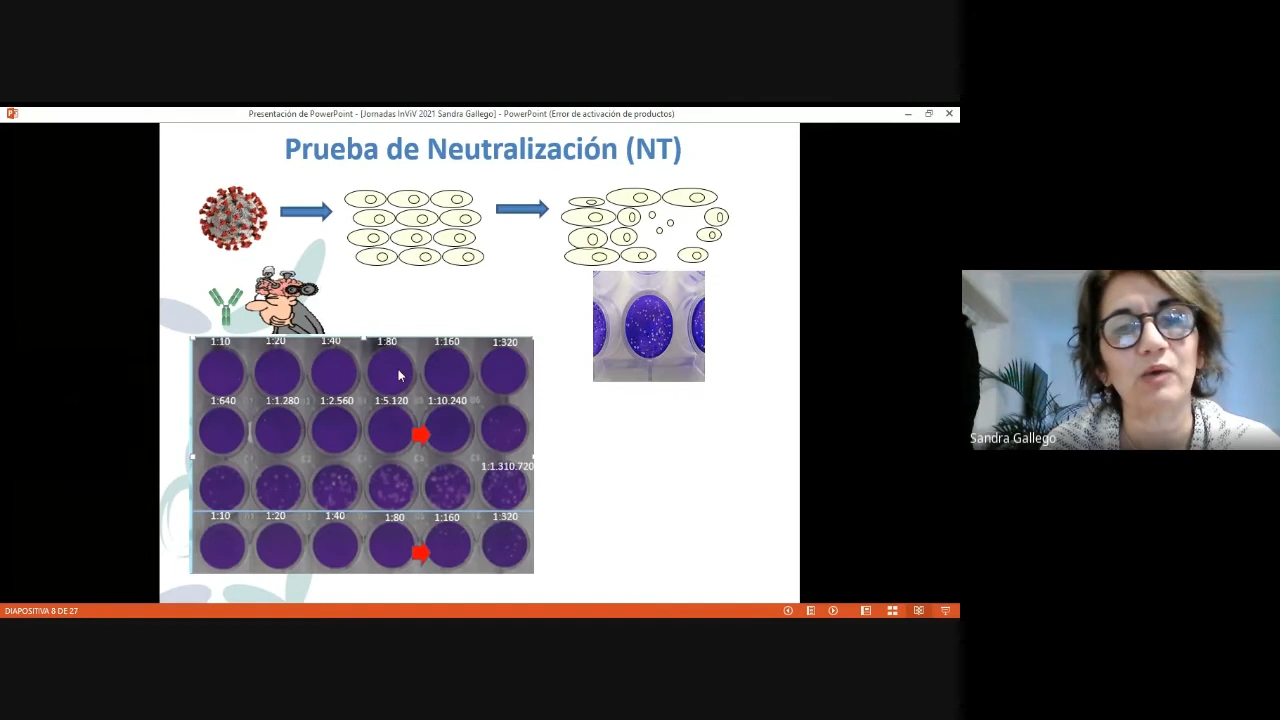 Presentación de PowerPoint - [Jornadas InViV 2021 Sandra Gallego] - PowerPoint (Error de activación de productos)
Prueba de Neutralización (NT)
1:10 1:20 1:40 1:80 1:160 1:320
1:640 1:1.280 1:2.560 1:5.120 1:10.240
1:1.310.720
1:10 1:20 1:40 1:80 1:160 1:320
Sandra Gallego
DIAPOSITIVA 8 DE 27